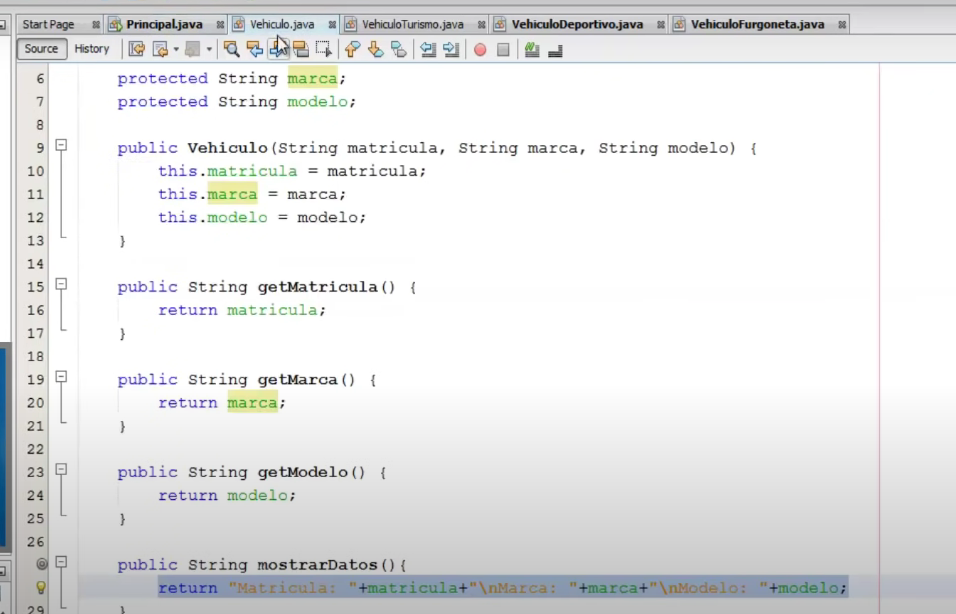 Start Page Principal.java Vehiculo.java VehiculoTurismo.java VehiculoDeportivo.java VehiculoFurgoneta.java
Source History
6 protected String marca;
7 protected String modelo;
8
9 public Vehiculo(String matricula, String marca, String modelo) {
10 this.matricula = matricula;
11 this.marca = marca;
12 this.modelo = modelo;
13 }
14
15 public String getMatricula() {
16 return matricula;
17 }
18
19 public String getMarca() {
20 return marca;
21 }
22
23 public String getModelo() {
24 return modelo;
25 }
26
public String mostrarDatos(){
return "Matricula: "+matricula+"\nMarca: "+marca+"\nModelo: "+modelo;
29 }